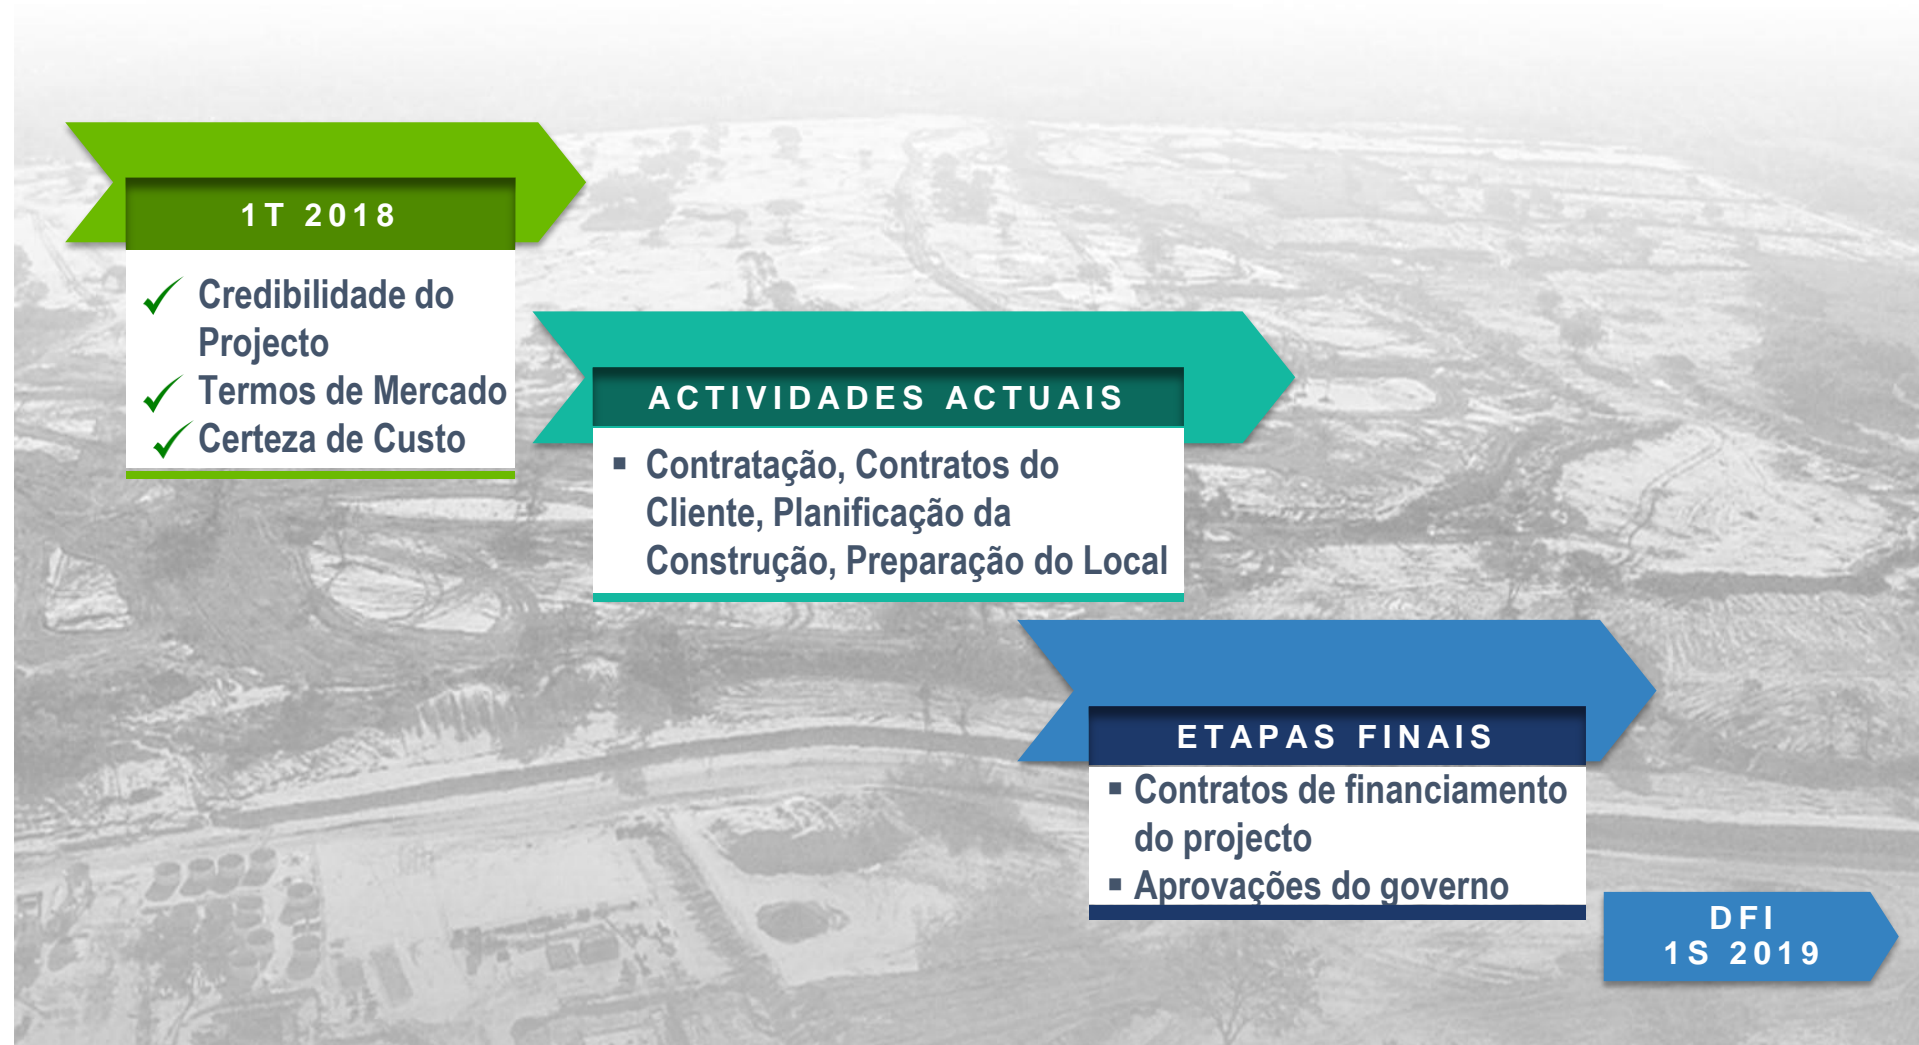 1T 2018
Credibilidade do
Projecto
Termos de Mercado
Certeza de Custo
ACTIVIDADES ACTUAIS
▪ Contratação, Contratos do
Cliente, Planificação da
Construção, Preparação do Local
ETAPAS FINAIS
▪ Contratos de financiamento
do projecto
▪ Aprovações do governo
DFI
1S 2019